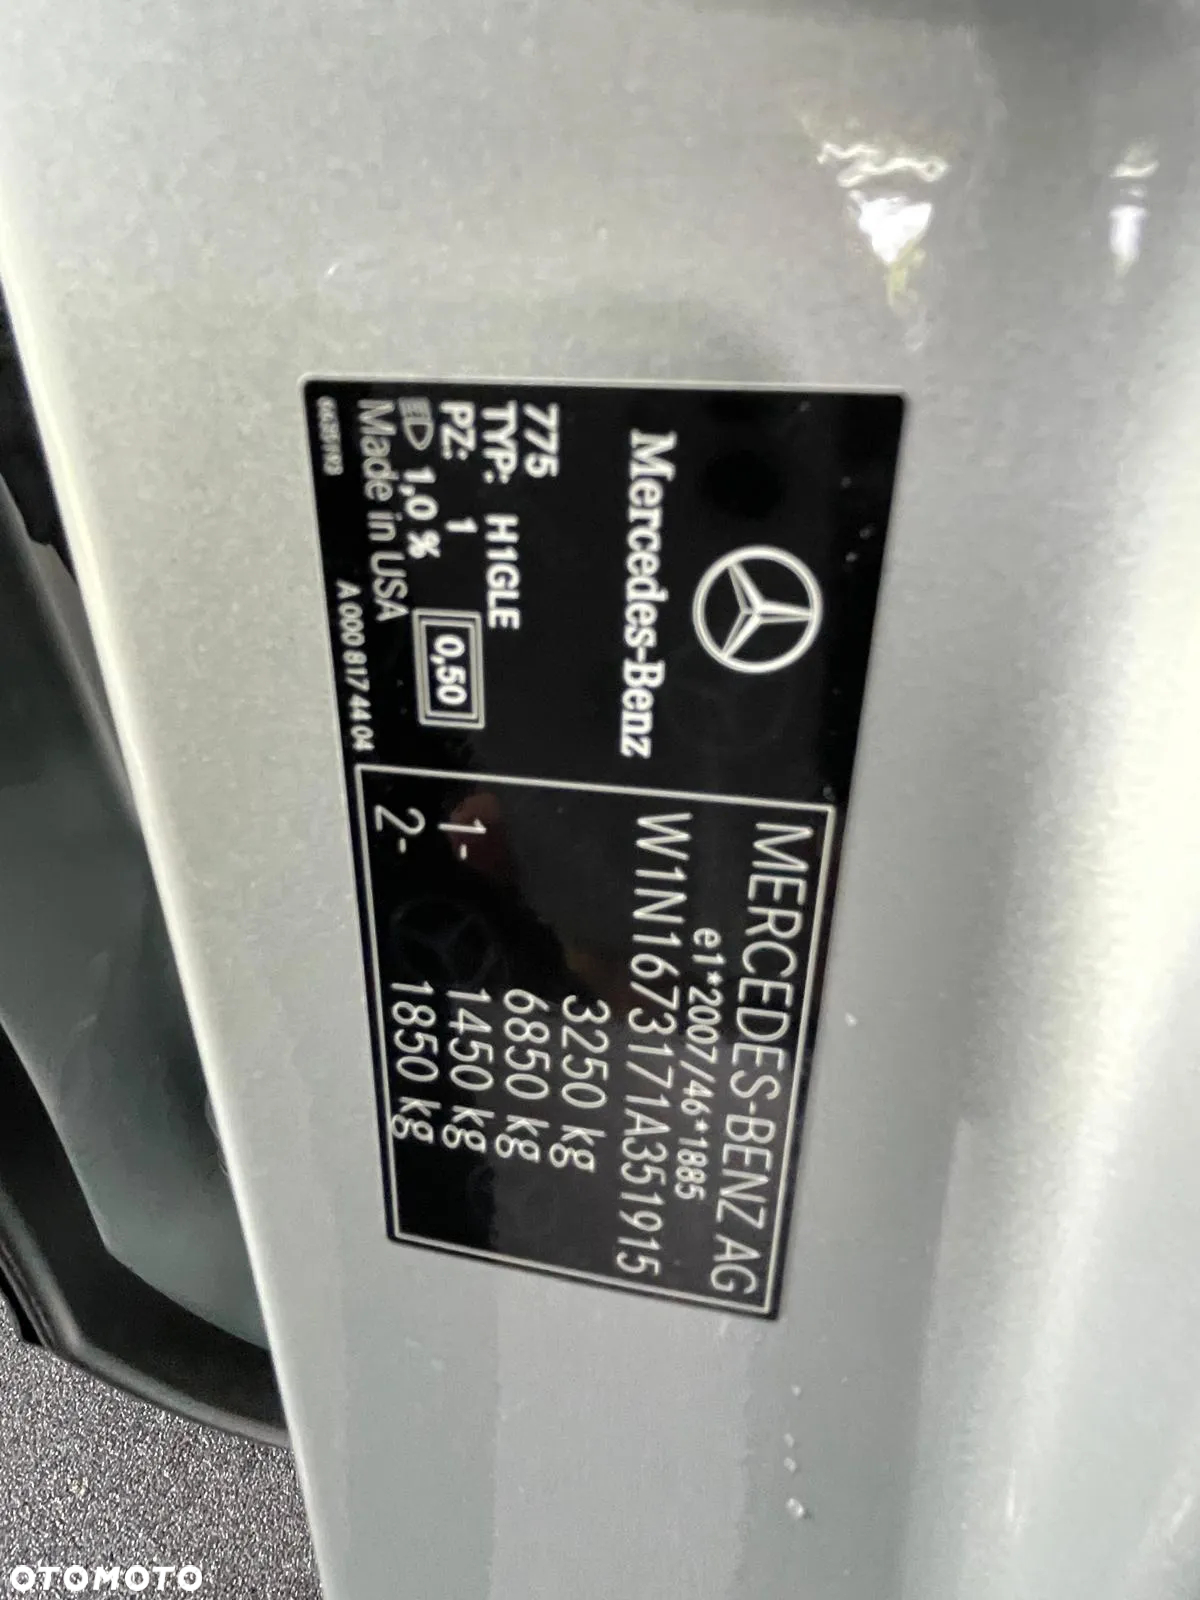 Mercedes-Benz
775
TYP: H1GLE
PZ: 1
1,0 %
0,50
Made in USA
A 000 817 44 04
MERCEDES-BENZ AG
e1*2007/46*1885
W1N1673171A351915
3250 kg
6850 kg
1- 1450 kg
2- 1850 kg
OTOMOTO